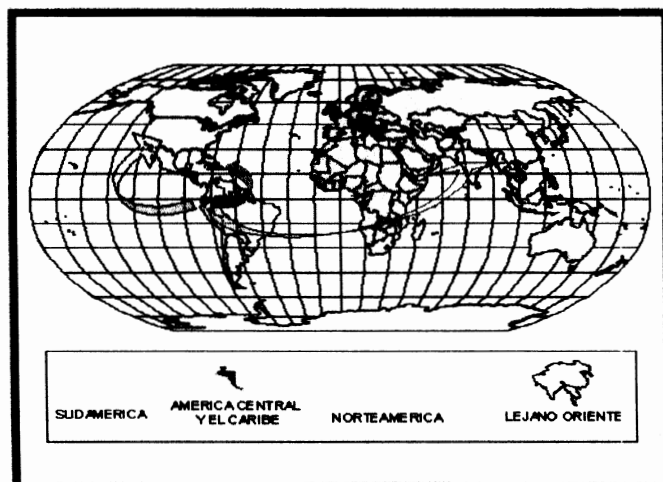 SUDAMERICA
AMERICA CENTRAL
Y EL CARIBE
NORTEAMERICA
LEJANO ORIENTE